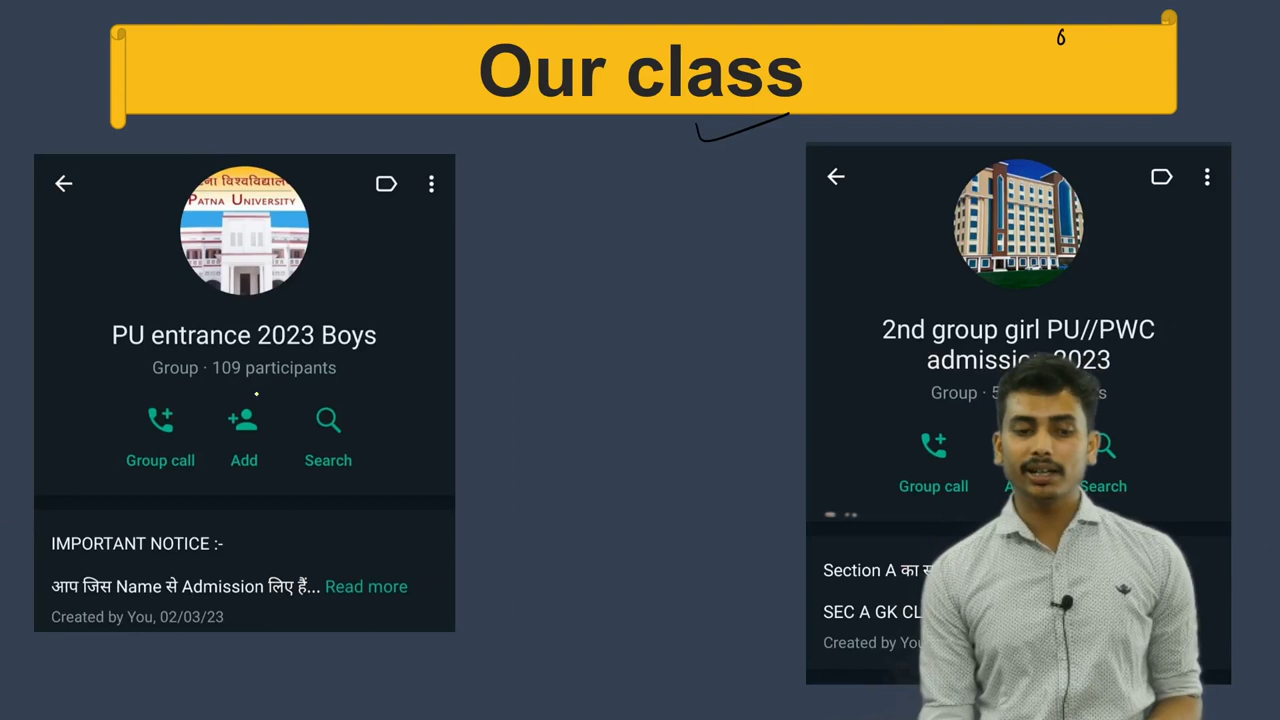 6
Our class
ना विश्वविद्यालय
PATNA UNIVERSITY
PU entrance 2023 Boys
Group · 109 participants
Group call
Add
Search
IMPORTANT NOTICE :-
आप जिस Name से Admission लिए हैं... Read more
Created by You, 02/03/23
2nd group girl PU//PWC
admission 2023
Group · 5
Group call
Search
Section A का
SEC A GK CL
Created by You